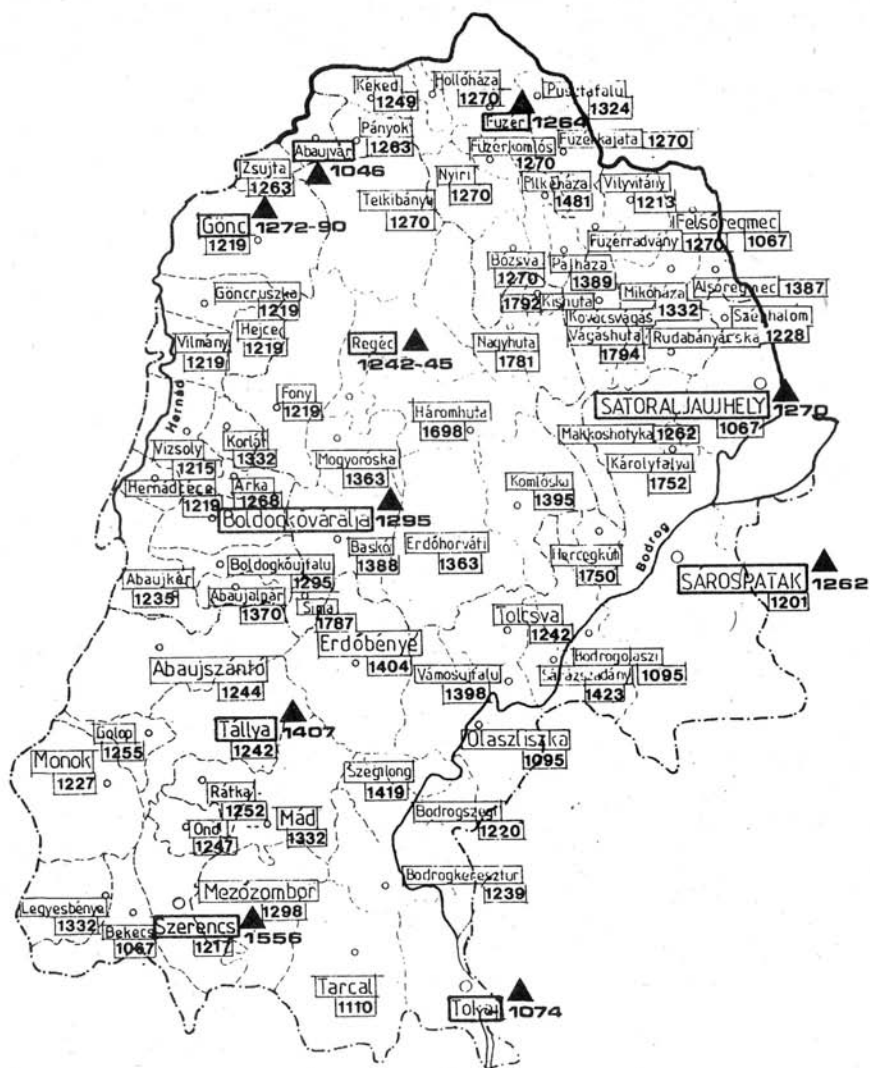 Kéked
1249
Hollóháza
1270
Füzér
1264
Pusztafalu
1324
Pányok
1263
Abaujvár
1046
Zsujta
1263
Füzérkomlós
1270
Füzérkajata 1270
Nyíri
1270
Telkibánya
1270
Pilkeháza
1481
Vilyvitány
1213
Gönc
1219
1272-90
Felsőregmec
1067
Füzérradvány
1270
Bózsva
1270
Pálháza
1389
Mikóháza
1332
Alsóregmec 1387
1792 Kishuta
Göncruszka
1219
Kovácsvágás
Vágáshuta
1794
Széphalom
1228
Rudabányácska
Hejce
1219
Vilmány
1219
Regéc
1242-45
Nagyhuta
1781
Hernád
Fony
1219
Háromhuta
1698
SATORALJAUJHELY
1067
1270
Makkoshotyka 1262
Károlyfalva
1752
Vizsoly
1215
Korlát
1332
Mogyoróska
1363
Hernádcéce
1219
Arka
1268
Komlóska
1395
Boldogkőváralja
1295
Baskó
1388
Erdőhorváti
1363
Hercegkút
1750
Bodrog
Boldogkőujfalu
1295
Abaujkér
1235
Abaujalpár
1370
Sima
1787
SÁROSPATAK
1201
1262
Tolcsva
1242
Erdőbénye
1404
Bodrogolaszi
1095
Vámosujfalu
1398
Sárazsadány
1423
Abaujszántó
1244
Tállya
1242
1407
Golop
1255
Monok
1227
Olaszliszka
1095
Szegilong
1419
Rátka
1252
Mád
1332
Ond
1247
Bodrogszegi
1220
Bodrogkeresztur
1239
Mezőzombor
1298
Legyesbénye
1332
Bekecs
1067
Szerencs
1217
1556
Tarcal
1110
Tokaj
1074